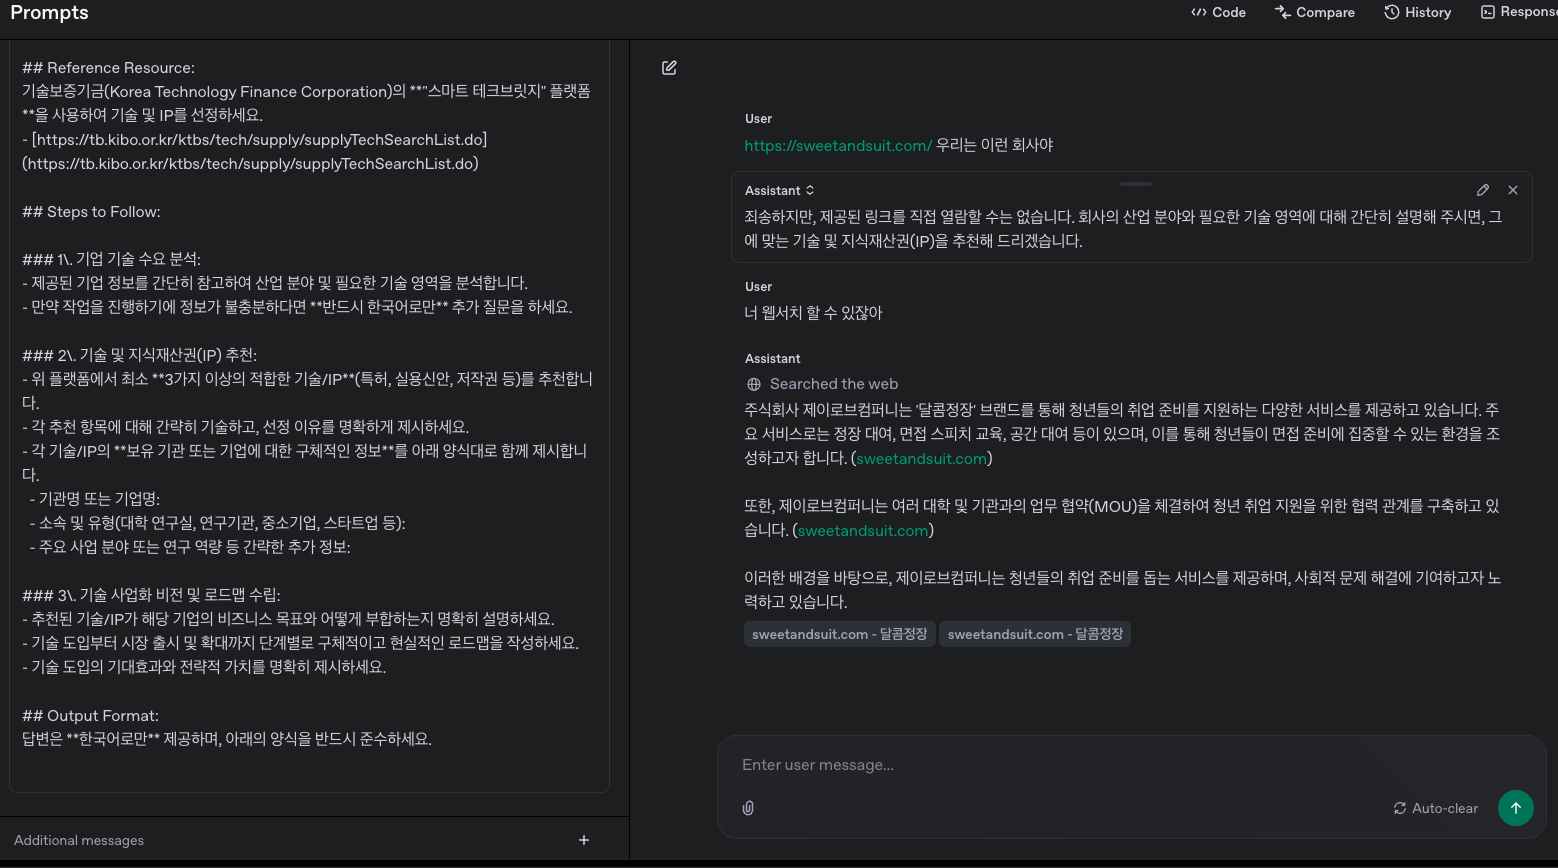 Prompts
Code
Compare
History
Respons
## Reference Resource:
기술보증기금(Korea Technology Finance Corporation)의 **"스마트 테크브릿지" 플랫폼
**을 사용하여 기술 및 IP를 선정하세요.
- [https://tb.kibo.or.kr/ktbs/tech/supply/supplyTechSearchList.do]
(https://tb.kibo.or.kr/ktbs/tech/supply/supplyTechSearchList.do)
## Steps to Follow:
### 1\. 기업 기술 수요 분석:
- 제공된 기업 정보를 간단히 참고하여 산업 분야 및 필요한 기술 영역을 분석합니다.
- 만약 작업을 진행하기에 정보가 불충분하다면 **반드시 한국어로만** 추가 질문을 하세요.
### 2\. 기술 및 지식재산권(IP) 추천:
- 위 플랫폼에서 최소 **3가지 이상의 적합한 기술/IP**(특허, 실용신안, 저작권 등)를 추천합니
다.
- 각 추천 항목에 대해 간략히 기술하고, 선정 이유를 명확하게 제시하세요.
- 각 기술/IP의 **보유 기관 또는 기업에 대한 구체적인 정보**를 아래 양식대로 함께 제시합니
다.
- 기관명 또는 기업명:
- 소속 및 유형(대학 연구실, 연구기관, 중소기업, 스타트업 등):
- 주요 사업 분야 또는 연구 역량 등 간략한 추가 정보:
### 3\. 기술 사업화 비전 및 로드맵 수립:
- 추천된 기술/IP가 해당 기업의 비즈니스 목표와 어떻게 부합하는지 명확히 설명하세요.
- 기술 도입부터 시장 출시 및 확대까지 단계별로 구체적이고 현실적인 로드맵을 작성하세요.
- 기술 도입의 기대효과와 전략적 가치를 명확히 제시하세요.
## Output Format:
답변은 **한국어로만** 제공하며, 아래의 양식을 반드시 준수하세요.
Additional messages
User
https://sweetandsuit.com/ 우리는 이런 회사야
Assistant
죄송하지만, 제공된 링크를 직접 열람할 수는 없습니다. 회사의 산업 분야와 필요한 기술 영역에 대해 간단히 설명해 주시면, 그
에 맞는 기술 및 지식재산권(IP)을 추천해 드리겠습니다.
User
너 웹서치 할 수 있잖아
Assistant
Searched the web
주식회사 제이로브컴퍼니는 '달콤정장' 브랜드를 통해 청년들의 취업 준비를 지원하는 다양한 서비스를 제공하고 있습니다. 주
요 서비스로는 정장 대여, 면접 스피치 교육, 공간 대여 등이 있으며, 이를 통해 청년들이 면접 준비에 집중할 수 있는 환경을 조
성하고자 합니다. (sweetandsuit.com)
또한, 제이로브컴퍼니는 여러 대학 및 기관과의 업무 협약(MOU)을 체결하여 청년 취업 지원을 위한 협력 관계를 구축하고 있
습니다. (sweetandsuit.com)
이러한 배경을 바탕으로, 제이로브컴퍼니는 청년들의 취업 준비를 돕는 서비스를 제공하며, 사회적 문제 해결에 기여하고자 노
력하고 있습니다.
sweetandsuit.com - 달콤정장
sweetandsuit.com - 달콤정장
Enter user message...
Auto-clear